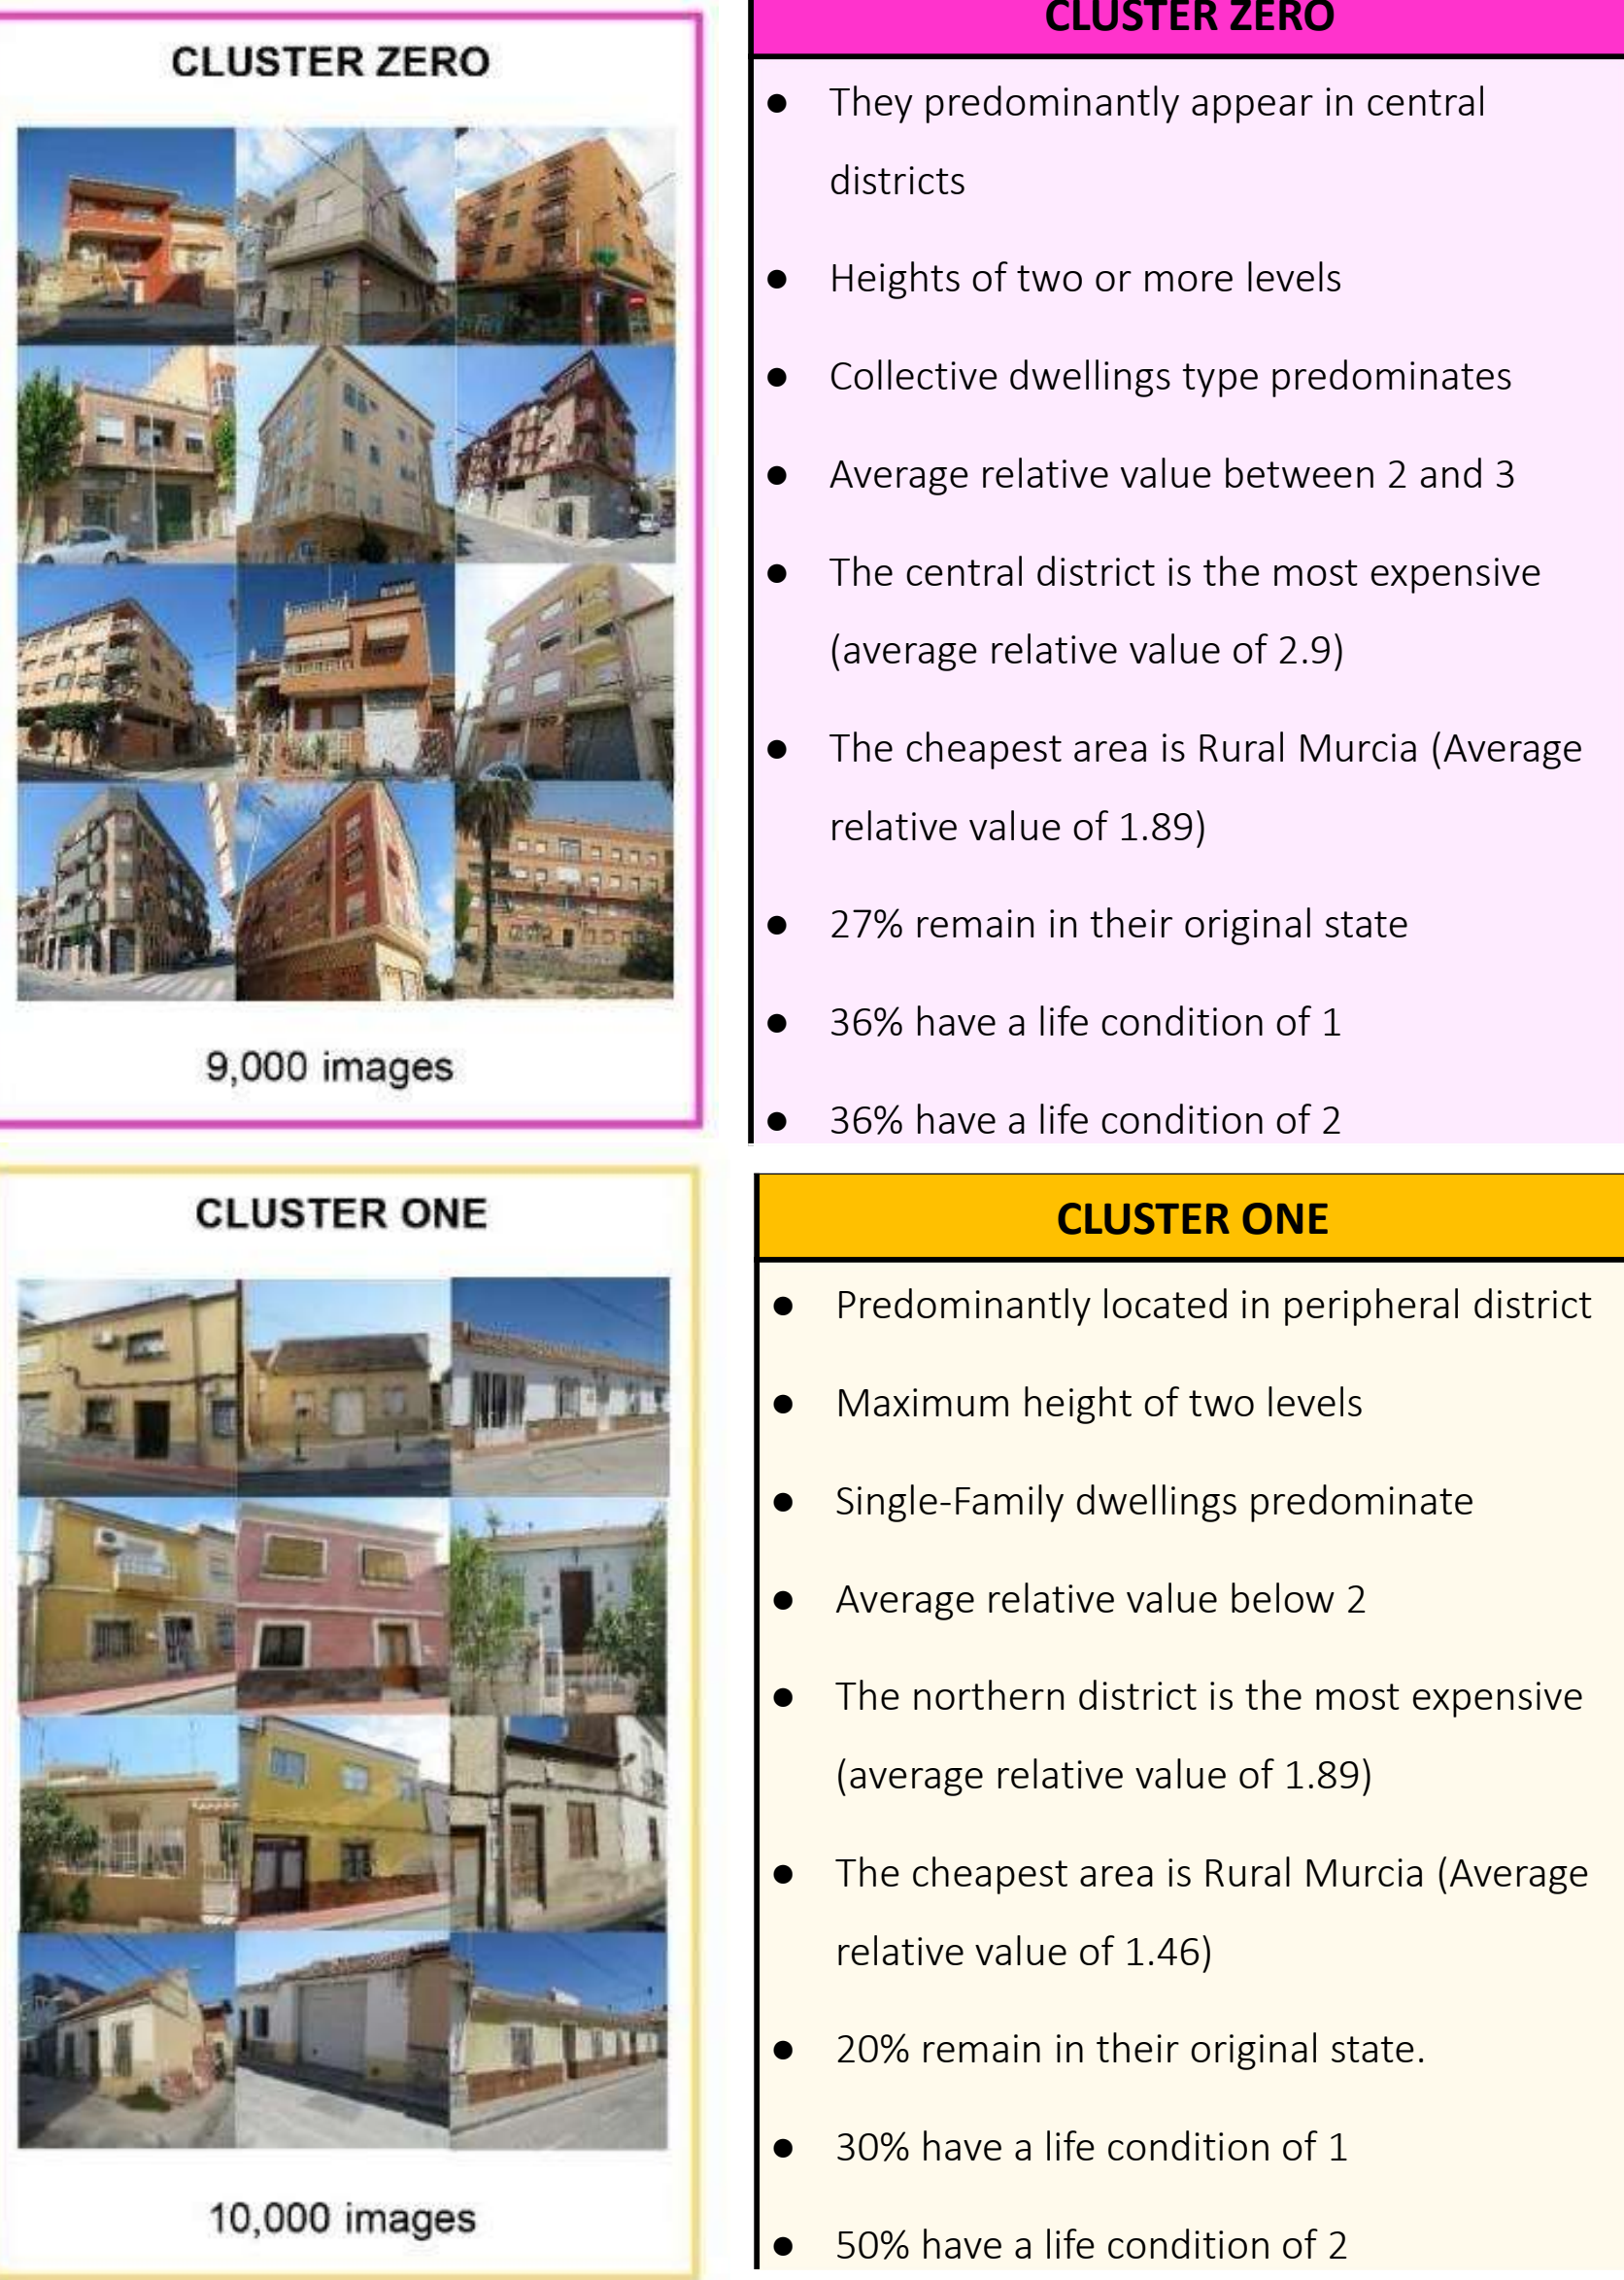 CLUSTER ZERO
9,000 images
CLUSTER ZERO
● They predominantly appear in central
districts
● Heights of two or more levels
● Collective dwellings type predominates
● Average relative value between 2 and 3
● The central district is the most expensive
(average relative value of 2.9)
● The cheapest area is Rural Murcia (Average
relative value of 1.89)
● 27% remain in their original state
● 36% have a life condition of 1
● 36% have a life condition of 2
CLUSTER ONE
10,000 images
CLUSTER ONE
● Predominantly located in peripheral district
● Maximum height of two levels
● Single-Family dwellings predominate
● Average relative value below 2
● The northern district is the most expensive
(average relative value of 1.89)
● The cheapest area is Rural Murcia (Average
relative value of 1.46)
● 20% remain in their original state.
● 30% have a life condition of 1
● 50% have a life condition of 2